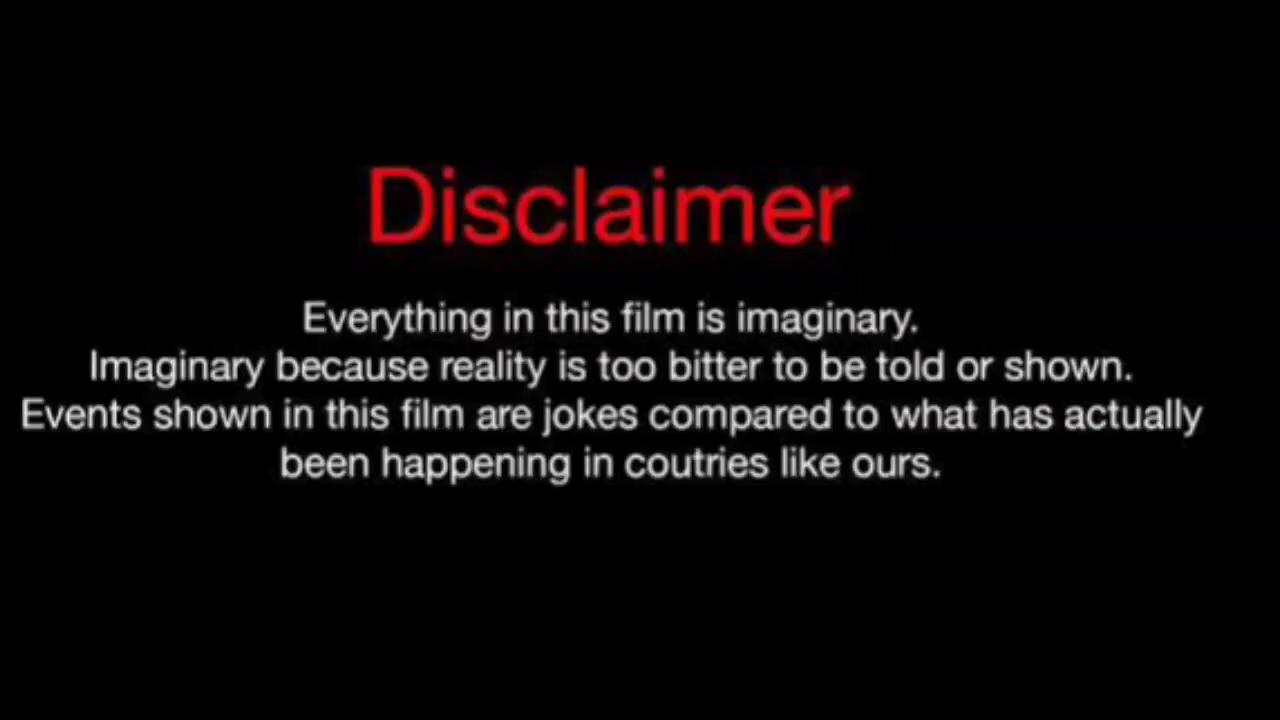 Disclaimer
Everything in this film is imaginary.
Imaginary because reality is too bitter to be told or shown.
Events shown in this film are jokes compared to what has actually
been happening in coutries like ours.